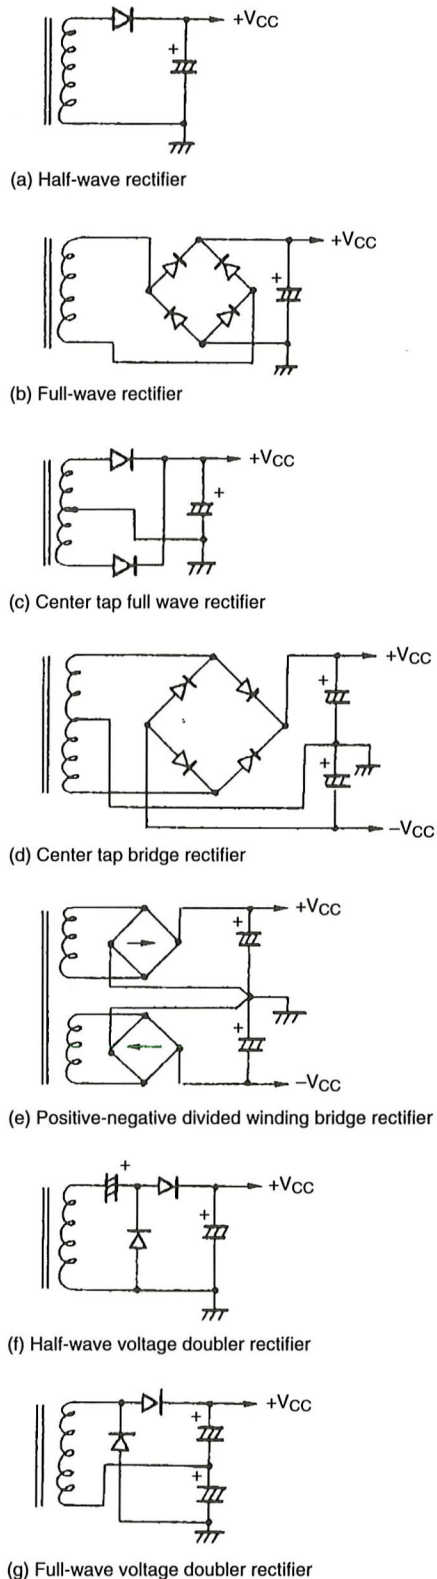 +VCC
+
(a) Half-wave rectifier
+VCC
+
(b) Full-wave rectifier
+VCC
+
(c) Center tap full wave rectifier
+VCC
+
+
−VCC
(d) Center tap bridge rectifier
+VCC
+
+
−VCC
(e) Positive-negative divided winding bridge rectifier
+
+VCC
+
(f) Half-wave voltage doubler rectifier
+VCC
+
+
(g) Full-wave voltage doubler rectifier